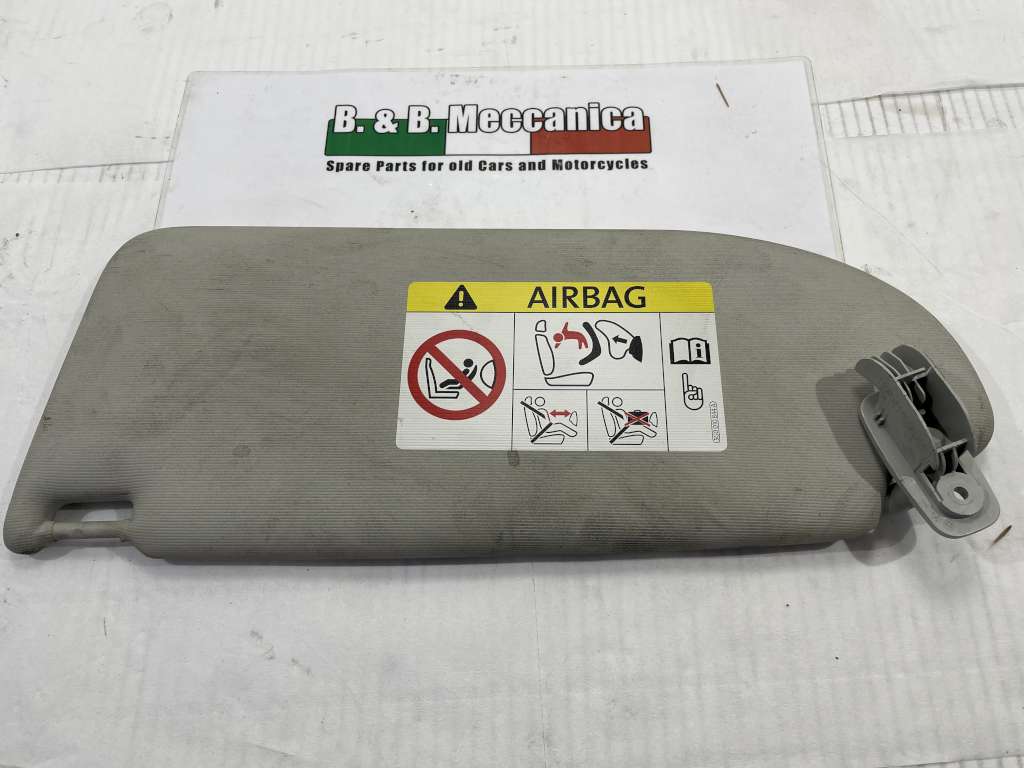 B. & B. Meccanica
Spare Parts for old Cars and Motorcycles
AIRBAG